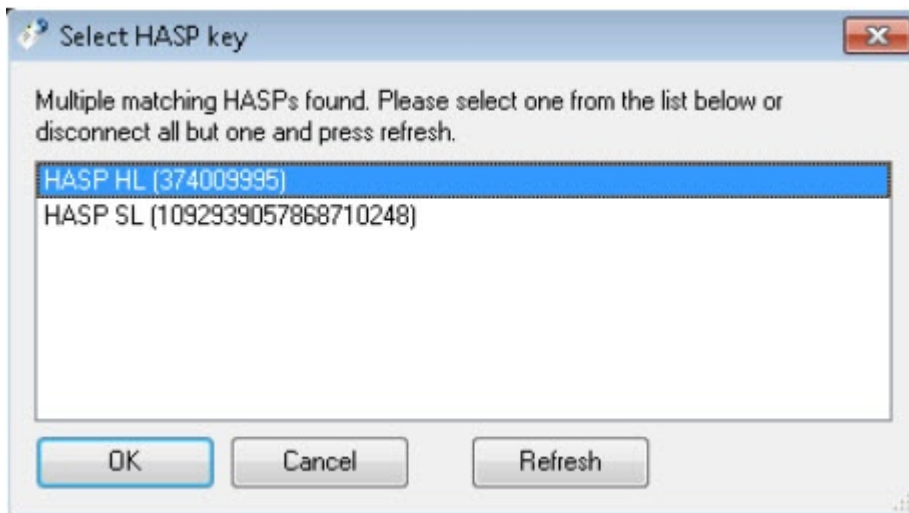 Select HASP key
Multiple matching HASPs found. Please select one from the list below or
disconnect all but one and press refresh.
HASP HL (374009995)
HASP SL (1092939057868710248)
OK
Cancel
Refresh